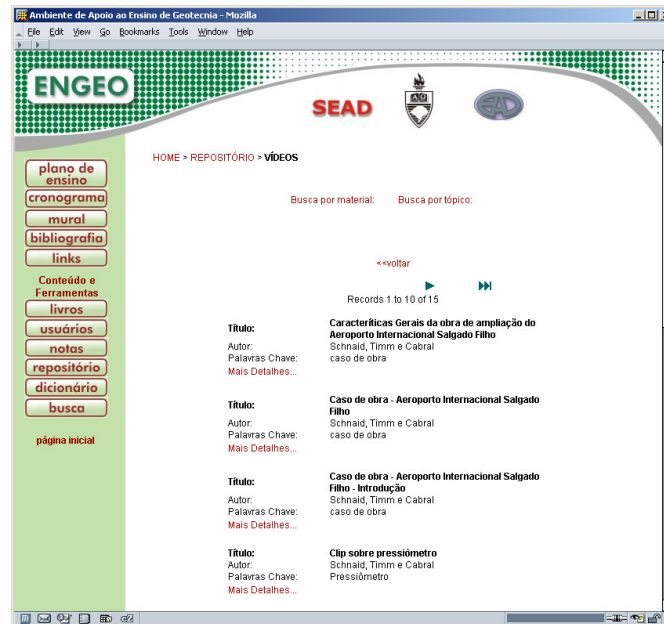 Ambiente de Apoio ao Ensino de Geotecnia - Mozilla
File Edit View Go Bookmarks Tools Window Help
ENGEO
SEAD
EAD
HOME > REPOSITÓRIO > VÍDEOS
plano de
ensino
cronograma
mural
bibliografia
links
Conteúdo e
Ferramentas
livros
usuários
notas
repositório
dicionário
busca
página inicial
Busca por material: Busca por tópico:
<<voltar
Records 1 to 10 of 15
Título: Caracteríficas Gerais da obra de ampliação do
Aeroporto Internacional Salgado Filho
Autor: Schnaid, Timm e Cabral
Palavras Chave: caso de obra
Mais Detalhes...
Título: Caso de obra - Aeroporto Internacional Salgado
Filho
Autor: Schnaid, Timm e Cabral
Palavras Chave: caso de obra
Mais Detalhes...
Título: Caso de obra - Aeroporto Internacional Salgado
Filho - Introdução
Autor: Schnaid, Timm e Cabral
Palavras Chave: caso de obra
Mais Detalhes...
Título: Clip sobre pressiômetro
Autor: Schnaid, Timm e Cabral
Palavras Chave: Pressiômetro
Mais Detalhes...